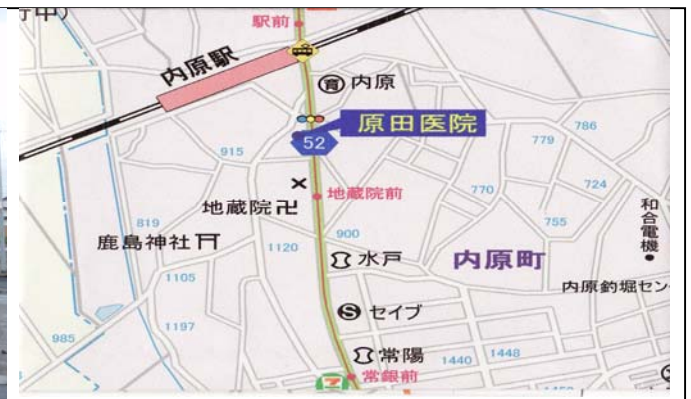 駅前
内原駅
育 内原
原田医院
52
786
779
915
地蔵院前
770
724
地蔵院卍
和合電機
819
755
鹿島神社
900
1120
水戸
内原町
1105
内原釣堀セン
S セイブ
1197
985
常陽
1440
1448
常銀前
7